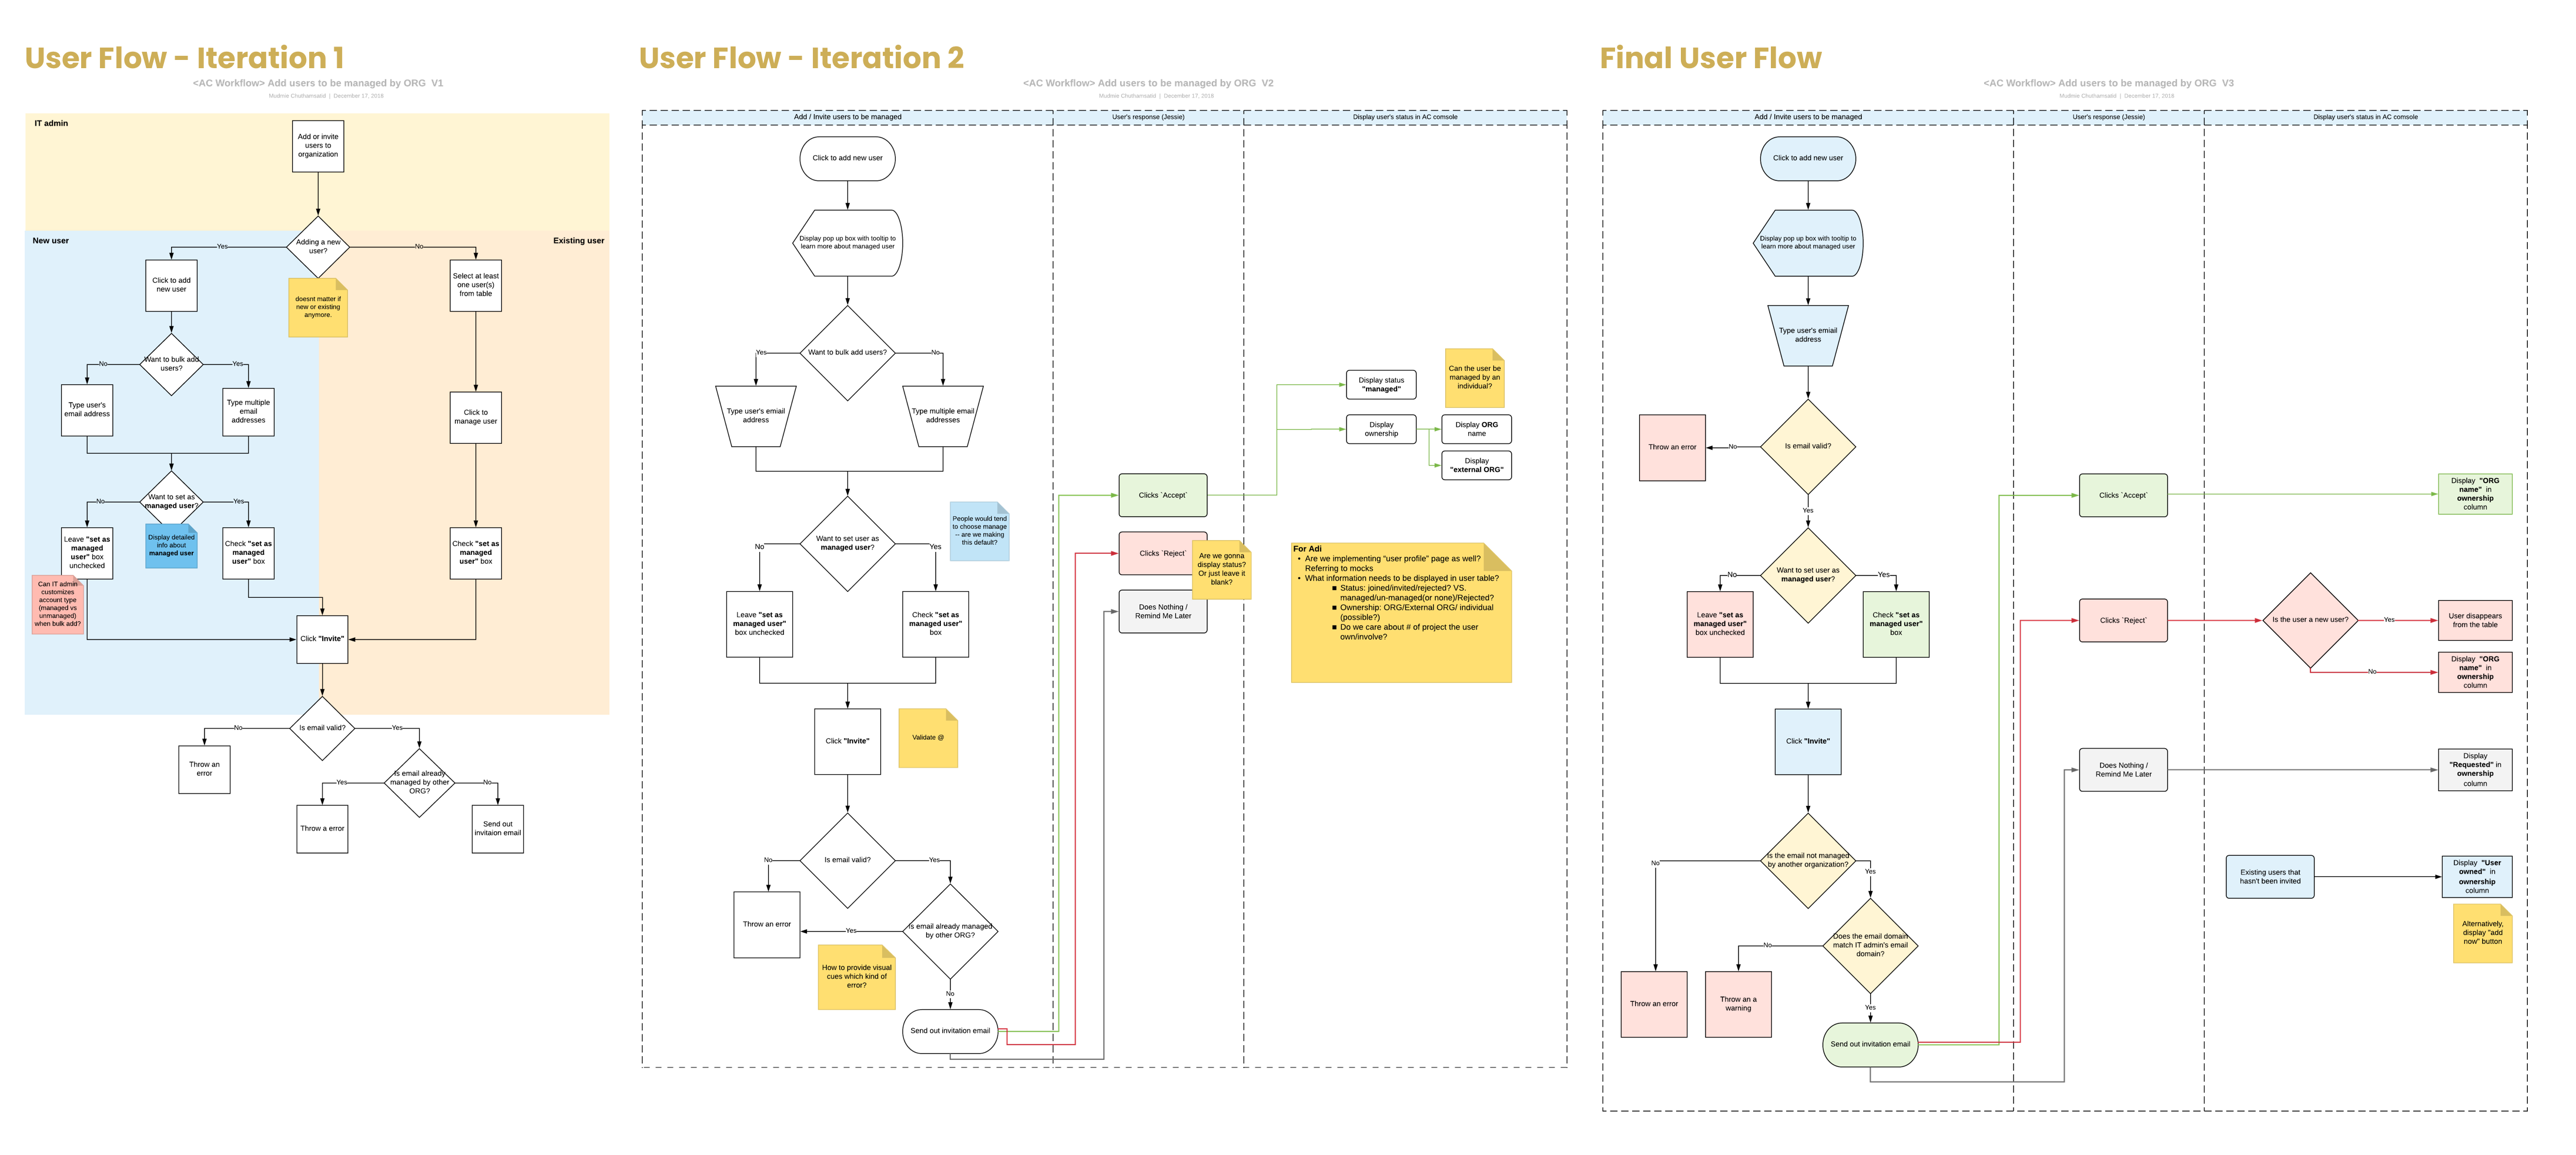 User Flow - Iteration 1
<AC Workflow> Add users to be managed by ORG V1
Mudmie Chuthamsatid | December 17, 2018
IT admin
Add or invite
users to
organization
New user
Existing user
Adding a new
user?
Yes
No
doesnt matter if
new or existing
anymore.
Click to add
new user
Select at least
one user(s)
from table
Want to bulk add
users?
No
Yes
Type user's
email address
Type multiple
email
addresses
Click to
manage user
Want to set as
managed user?
No
Yes
Display detailed
info about
managed user
Leave "set as
managed
user" box
unchecked
Check "set as
managed
user" box
Check "set as
managed
user" box
Can IT admin
customizes
account type
(managed vs
unmanaged)
when bulk add?
Click "Invite"
Is email valid?
No
Yes
Throw an
error
Is email already
managed by other
ORG?
Yes
No
Throw a error
Send out
invitaion email
User Flow - Iteration 2
<AC Workflow> Add users to be managed by ORG V2
Mudmie Chuthamsatid | December 17, 2018
Add / Invite users to be managed
User's response (Jessie)
Display user's status in AC comsole
Click to add new user
Display pop up box with tooltip to
learn more about managed user
Want to bulk add users?
Yes
No
Type user's emiail
address
Type multiple email
addresses
Want to set user as
managed user?
No
Yes
People would tend
to choose manage
-- are we making
this default?
Leave "set as
managed user"
box unchecked
Check "set as
managed user"
box
Click "Invite"
Validate @
Is email valid?
No
Yes
Throw an error
Is email already managed
by other ORG?
Yes
No
How to provide visual
cues which kind of
error?
Send out invitation email
Clicks `Accept`
Clicks `Reject`
Are we gonna
display status?
Or just leave it
blank?
Does Nothing /
Remind Me Later
Display status
"managed"
Can the user be
managed by an
individual?
Display
ownership
Display ORG
name
Display
"external ORG"
For Adi
• Are we implementing "user profile" page as well?
Referring to mocks
• What information needs to be displayed in user table?
■ Status: joined/invited/rejected? VS.
managed/un-managed(or none)/Rejected?
■ Ownership: ORG/External ORG/ individual
(possible?)
■ Do we care about # of project the user
own/involve?
Final User Flow
<AC Workflow> Add users to be managed by ORG V3
Mudmie Chuthamsatid | December 17, 2018
Add / Invite users to be managed
User's response (Jessie)
Display user's status in AC comsole
Click to add new user
Display pop up box with tooltip to
learn more about managed user
Type user's emiail
address
Is email valid?
No
Throw an error
Yes
Want to set user as
managed user?
No
Yes
Leave "set as
managed user"
box unchecked
Check "set as
managed user"
box
Click "Invite"
Is the email not managed
by another organization?
No
Yes
Does the email domain
match IT admin's email
domain?
No
Throw an error
Throw an a
warning
Yes
Send out invitation email
Clicks `Accept`
Display "ORG
name" in
ownership
column
Clicks `Reject`
Is the user a new user?
Yes
User disappears
from the table
No
Display "ORG
name" in
ownership
column
Does Nothing /
Remind Me Later
Display
"Requested" in
ownership
column
Existing users that
hasn't been invited
Display "User
owned" in
ownership
column
Alternatively,
display "add
now" button